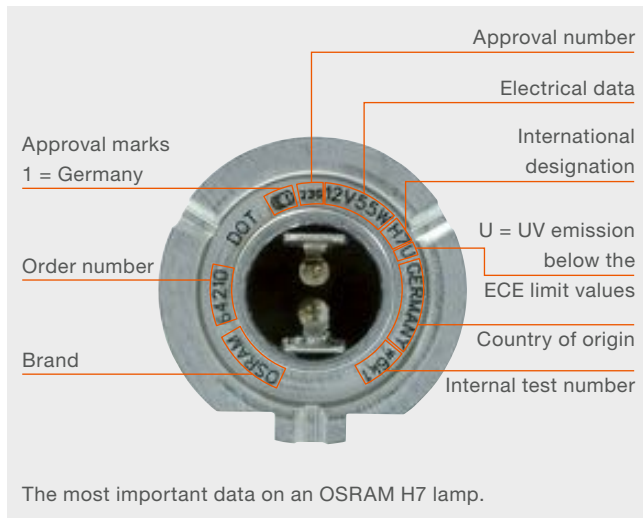 Approval number
Electrical data
International
designation
Approval marks
1 = Germany
U = UV emission
below the
ECE limit values
Order number
Country of origin
Brand
Internal test number
DOT
12V55W
H7U
GERMANY
64210
OSRAM
The most important data on an OSRAM H7 lamp.